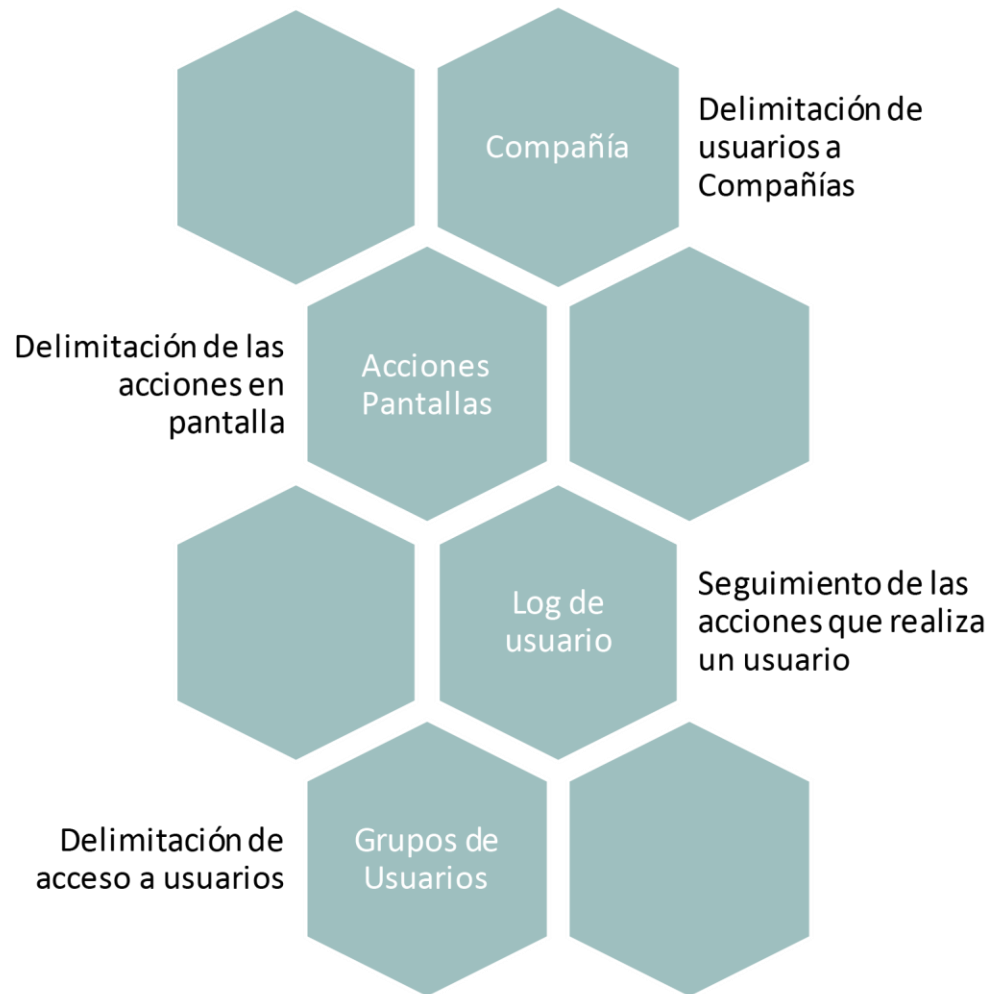 Compañía
Delimitación de
usuarios a
Compañías
Delimitación de las
acciones en
pantalla
Acciones
Pantallas
Log de
usuario
Seguimiento de las
acciones que realiza
un usuario
Delimitación de
acceso a usuarios
Grupos de
Usuarios